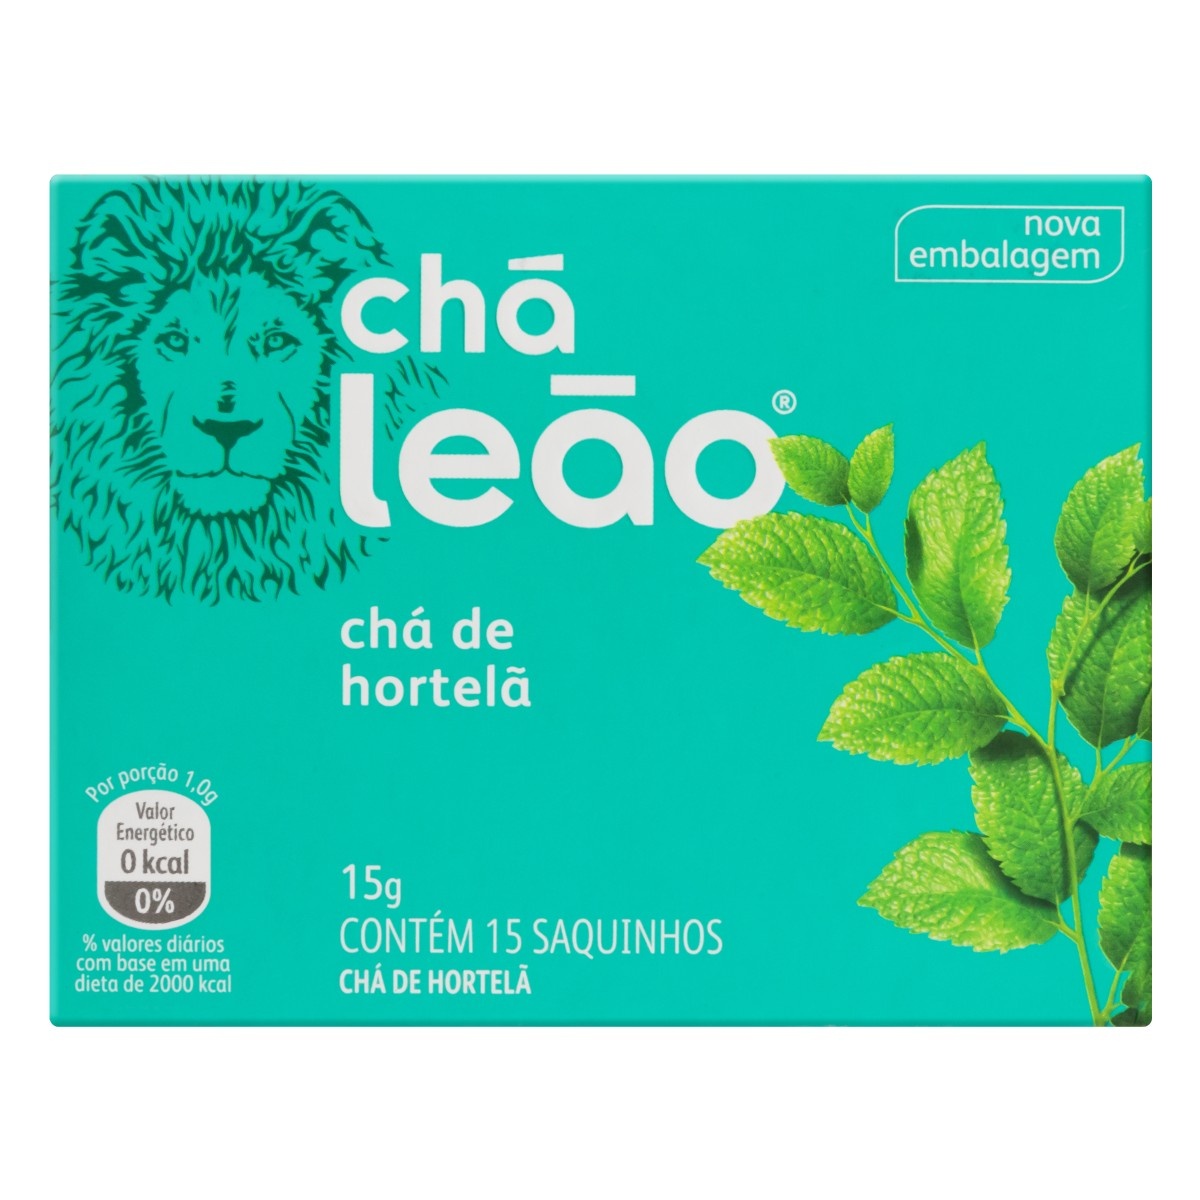 nova
embalagem
chá
leão®
chá de
hortelã
Por porção 1,0g
Valor
Energético
0 kcal
0%
% valores diários
com base em uma
dieta de 2000 kcal
15g
CONTÉM 15 SAQUINHOS
CHÁ DE HORTELÃ